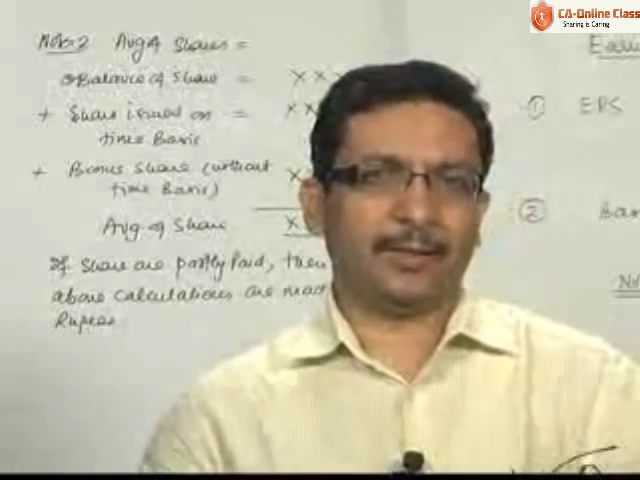 CA-Online Class
Sharing is Caring
Note:2 Avg of Shares =
Balance of Share = XX
+ Share issued on = XX
time Basis
+ Bonus Share (without X
time Basis)
Avg of Share X
If Share are partly Paid, then
above calculations are mad
Rupees
① EPS
②